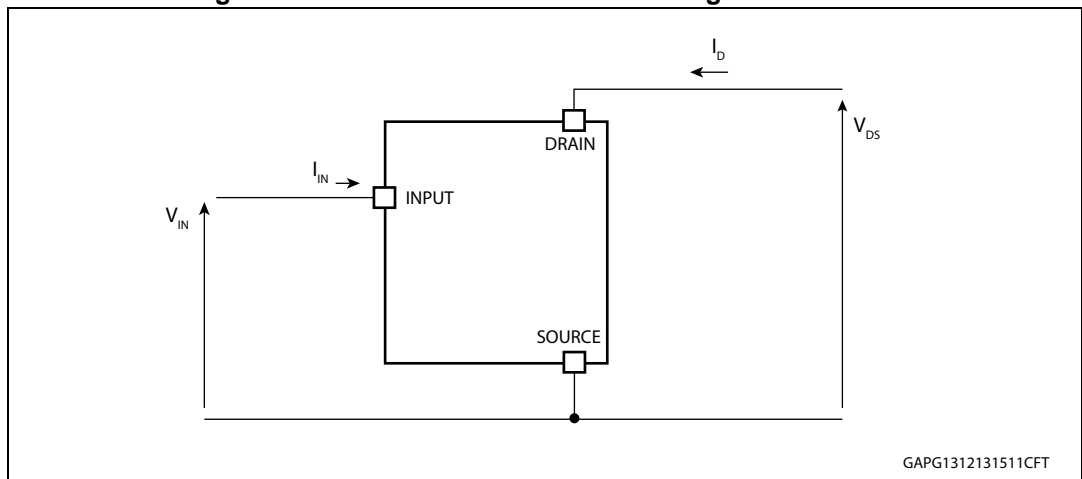 I_D
DRAIN
V_DS
I_IN
INPUT
V_IN
SOURCE
GAPG1312131511CFT